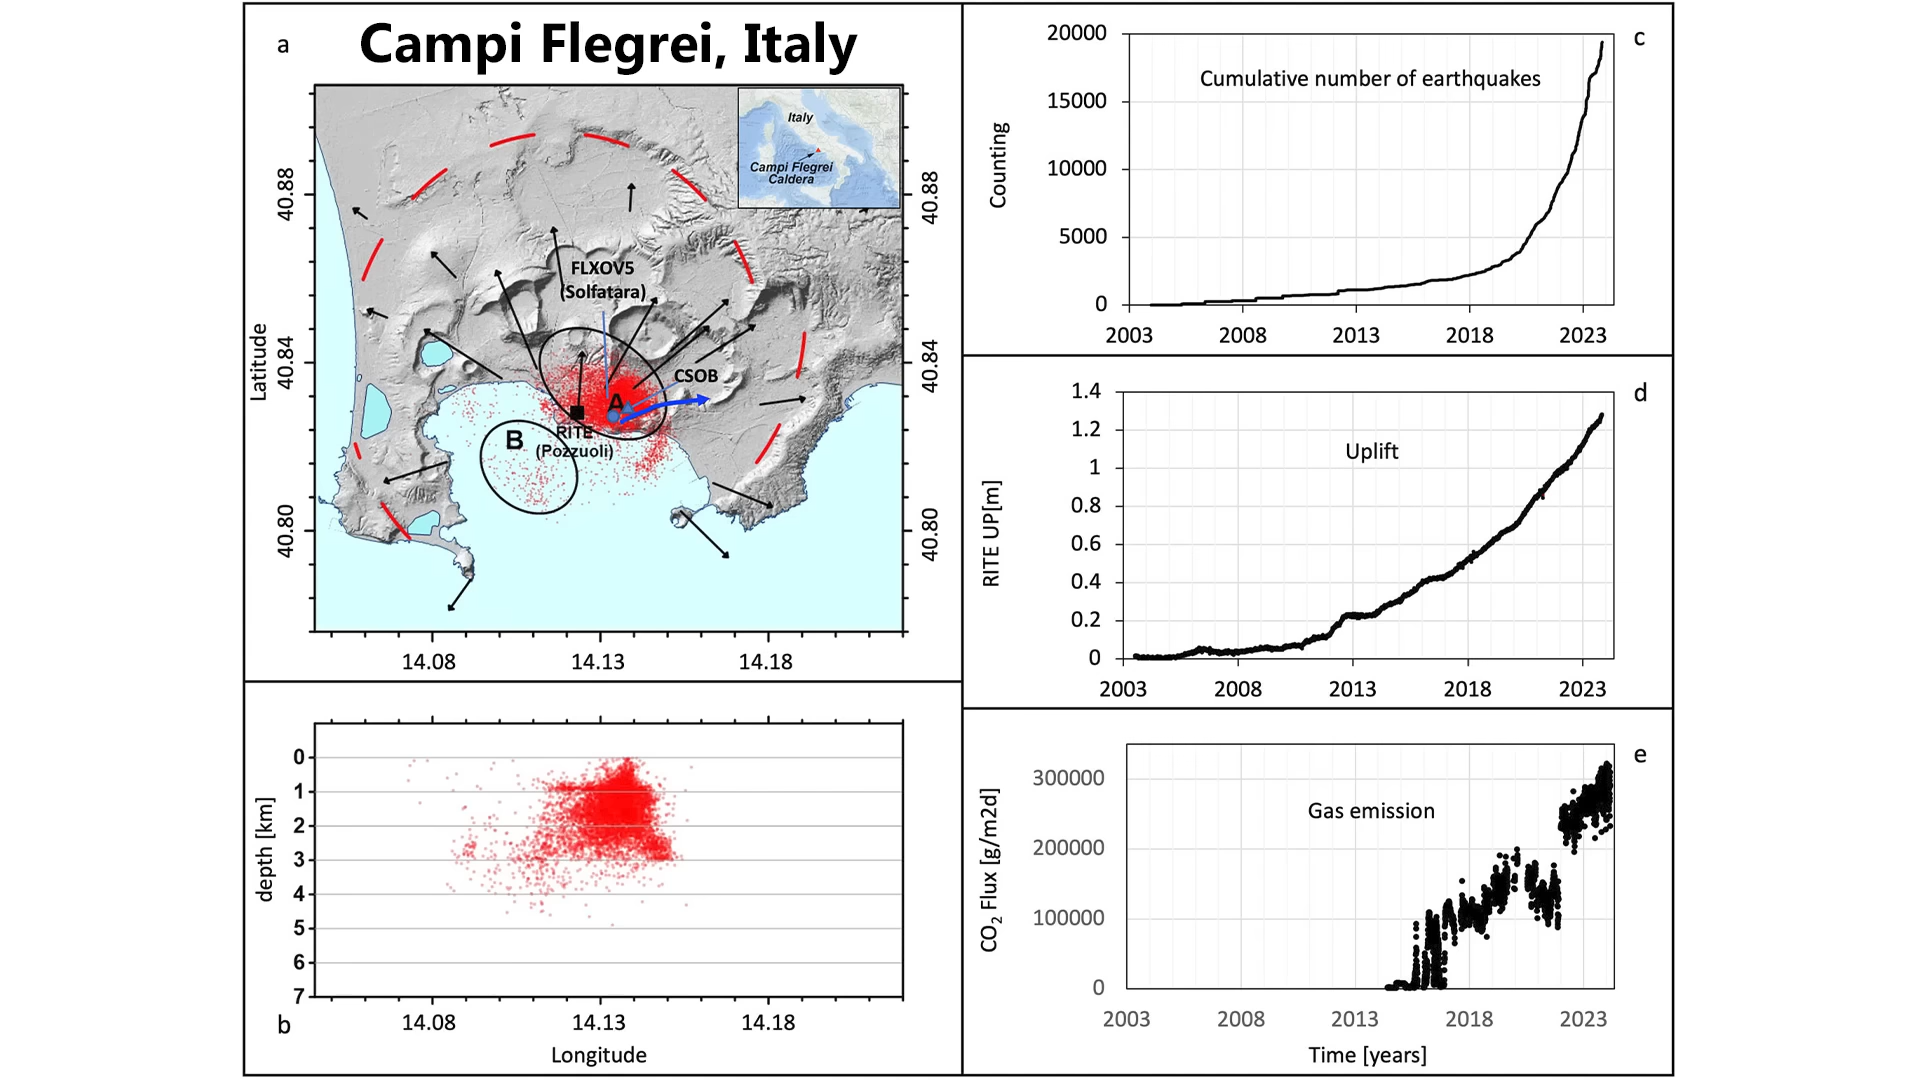 a
Campi Flegrei, Italy
Italy
Campi Flegrei
Caldera
FLXOV5
(Solfatara)
CSOB
A
B
RITE
(Pozzuoli)
Latitude
40.88
40.84
40.80
40.88
40.84
40.80
14.08
14.13
14.18
0
1
2
3
4
5
6
7
depth [km]
b
14.08
14.13
14.18
Longitude
c
Cumulative number of earthquakes
Counting
20000
15000
10000
5000
0
2003
2008
2013
2018
2023
d
Uplift
RITE UP[m]
1.4
1.2
1
0.8
0.6
0.4
0.2
0
2003
2008
2013
2018
2023
e
Gas emission
CO2 Flux [g/m2d]
300000
200000
100000
0
2003
2008
2013
2018
2023
Time [years]